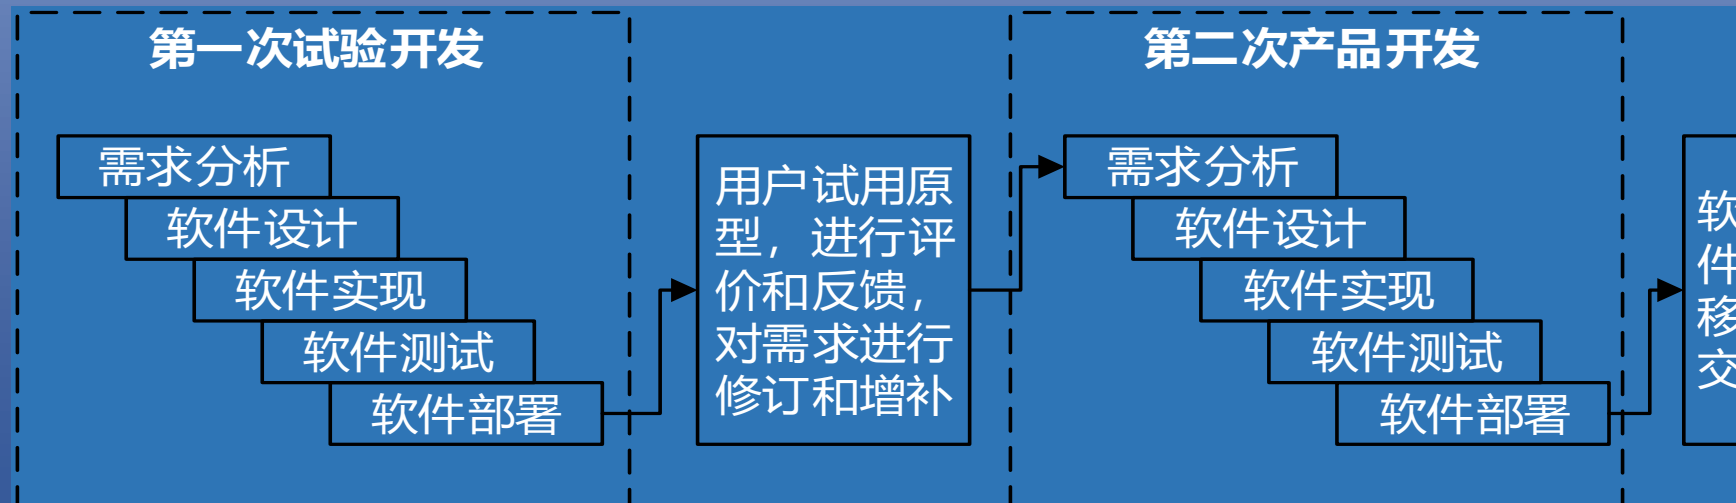 第一次试验开发
需求分析
软件设计
软件实现
软件测试
软件部署
用户试用原
型，进行评
价和反馈，
对需求进行
修订和增补
第二次产品开发
需求分析
软件设计
软件实现
软件测试
软件部署
软
件
移
交